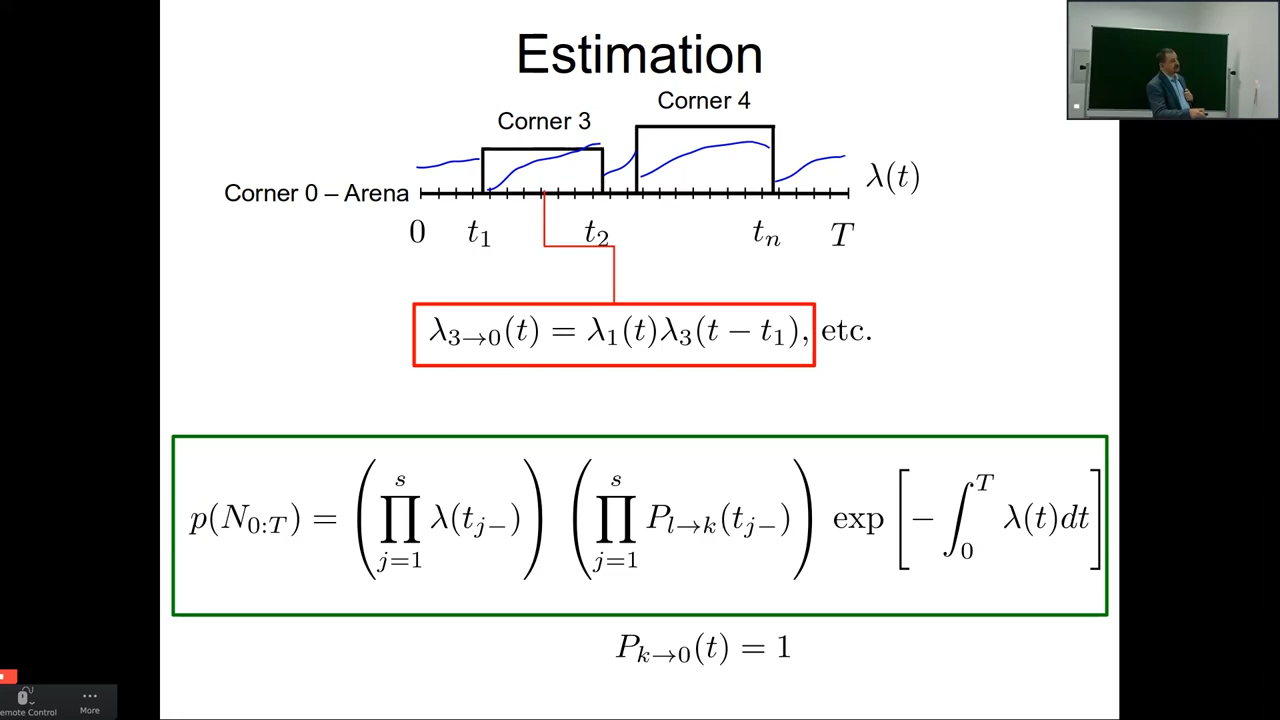 Estimation
Corner 4
Corner 3
Corner 0 – Arena
λ(t)
0 t₁ t₂ tₙ T
λ₃→₀(t) = λ₁(t)λ₃(t − t₁), etc.
p(N₀:T) = (∏ⱼ₌₁ˢ λ(tⱼ₋)) (∏ⱼ₌₁ˢ Pₗ→ₖ(tⱼ₋)) exp[−∫₀ᵀ λ(t)dt]
Pₖ→₀(t) = 1
emote Control
More